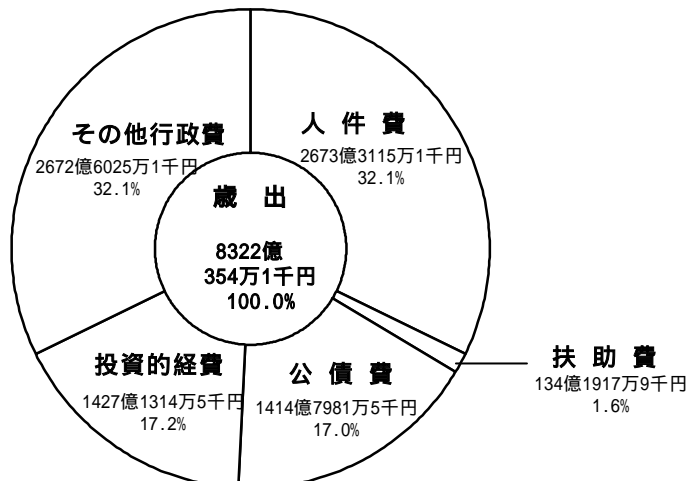 その他行政費
2672億6025万1千円
32.1%
人 件 費
2673億3115万1千円
32.1%
歳 出
8322億
354万1千円
100.0%
投資的経費
1427億1314万5千円
17.2%
公 債 費
1414億7981万5千円
17.0%
扶 助 費
134億1917万9千円
1.6%